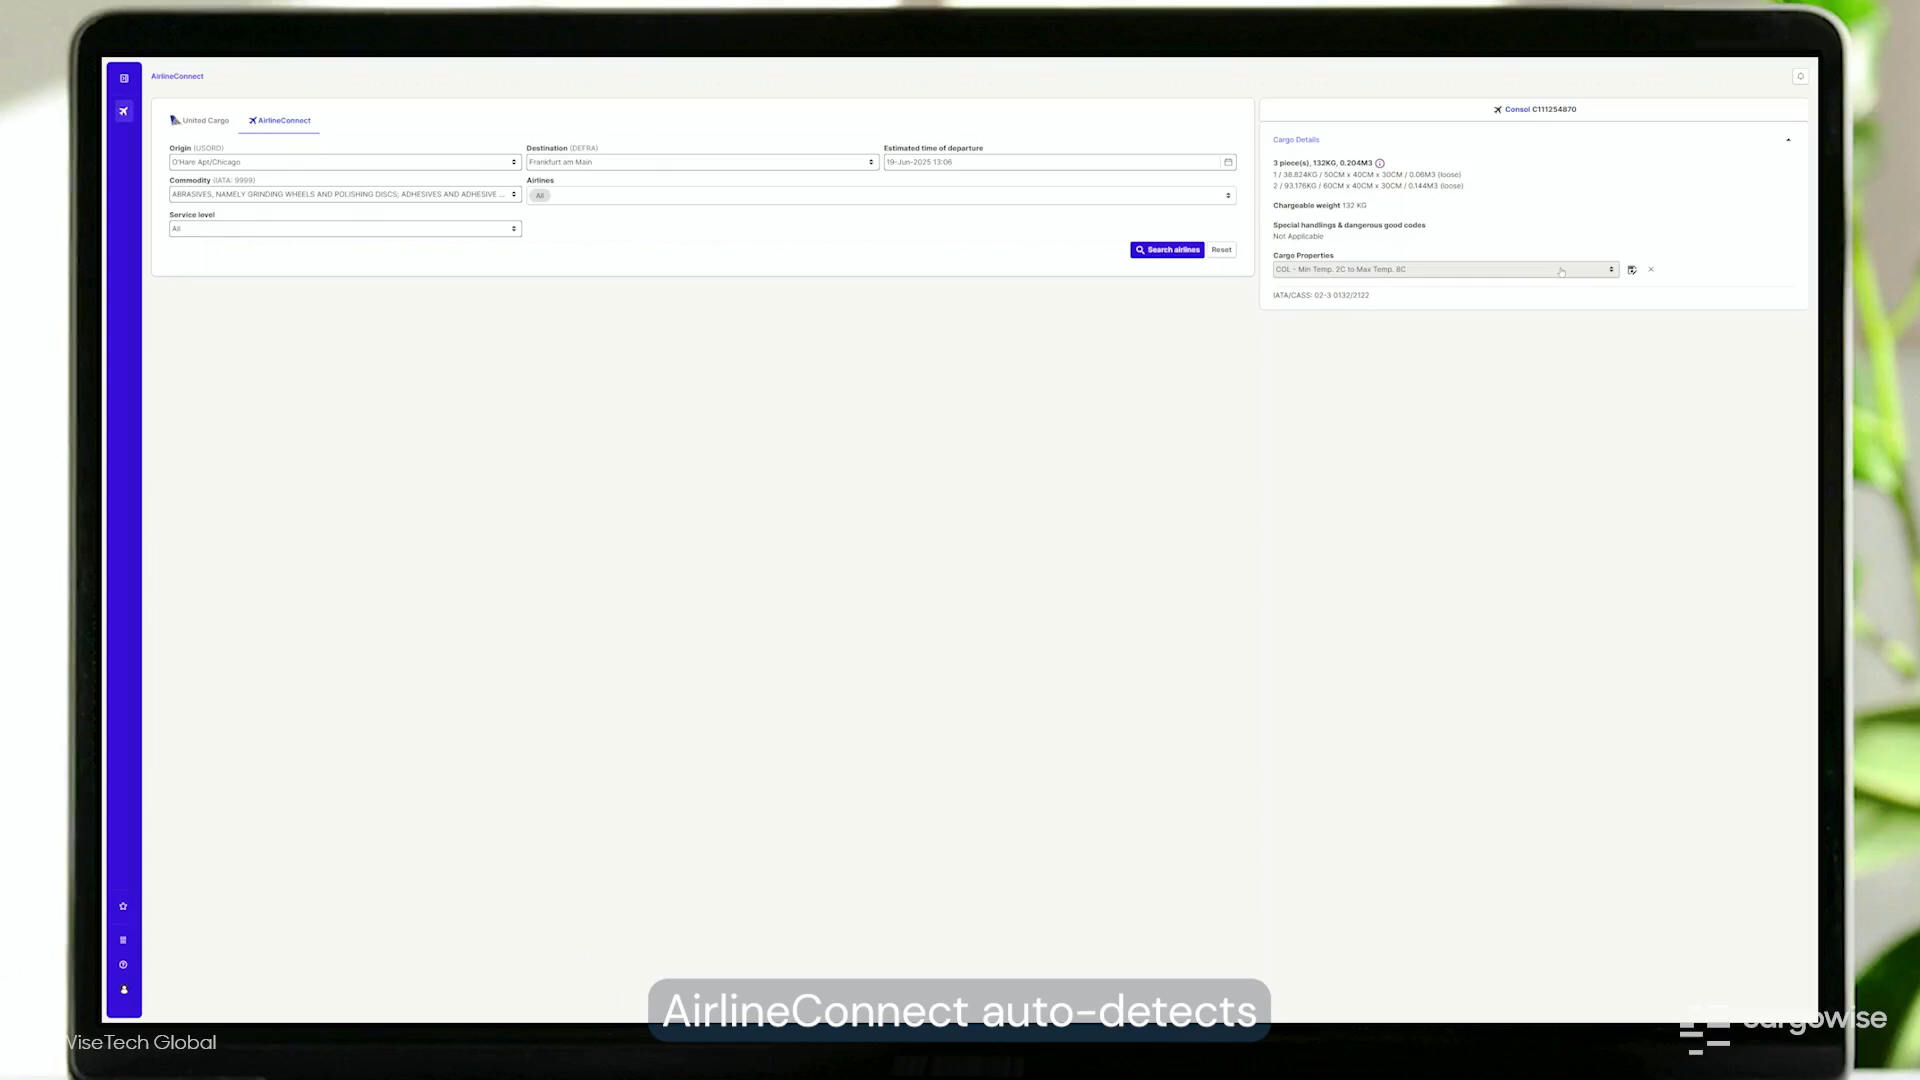 AirlineConnect
United Cargo
AirlineConnect
Origin (USORD)
O'Hare Apt/Chicago
Destination (DEFRA)
Frankfurt am Main
Estimated time of departure
19-Jun-2025 13:06
Commodity (IATA: 9999)
ABRASIVES, NAMELY GRINDING WHEELS AND POLISHING DISCS; ADHESIVES AND ADHESIVE ...
Airlines
All
Service level
All
Search airlines
Reset
Consol C111254870
Cargo Details
3 piece(s), 132KG, 0.204M3
1 / 38.824KG / 50CM x 40CM x 30CM / 0.06M3 (loose)
2 / 93.176KG / 60CM x 40CM x 30CM / 0.144M3 (loose)
Chargeable weight 132 KG
Special handlings & dangerous good codes
Not Applicable
Cargo Properties
COL - Min Temp. 2C to Max Temp. 8C
IATA/CASS: 02-3 0132/2122
AirlineConnect auto-detects
WiseTech Global
cargowise